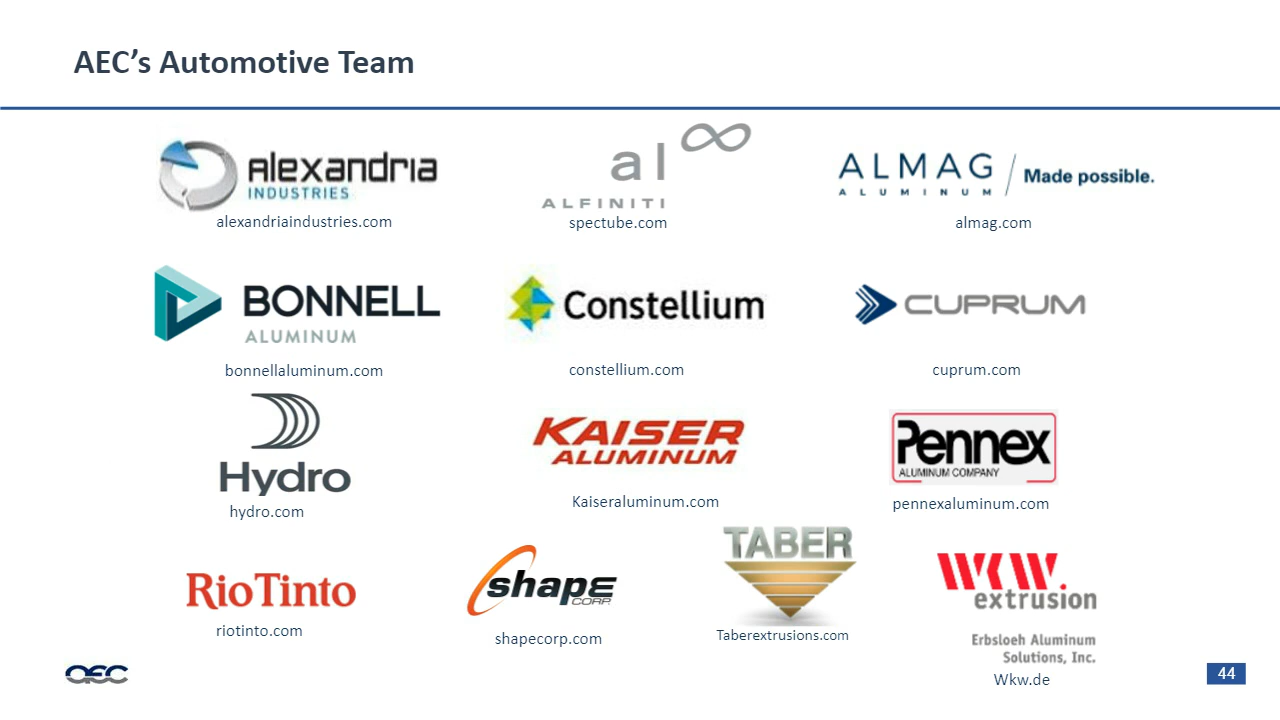 AEC’s Automotive Team
alexandria
INDUSTRIES
alexandriaindustries.com
al
ALFINITI
spectube.com
ALMAG
ALUMINUM
Made possible.
almag.com
BONNELL
ALUMINUM
bonnellaluminum.com
Constellium
constellium.com
CUPRUM
cuprum.com
Hydro
hydro.com
KAISER
ALUMINUM
Kaiseraluminum.com
Pennex
ALUMINUM COMPANY
pennexaluminum.com
RioTinto
riotinto.com
shape
CORP.
shapecorp.com
TABER
Taberextrusions.com
WKW.
extrusion
Erbsloeh Aluminum
Solutions, Inc.
Wkw.de
aec
44